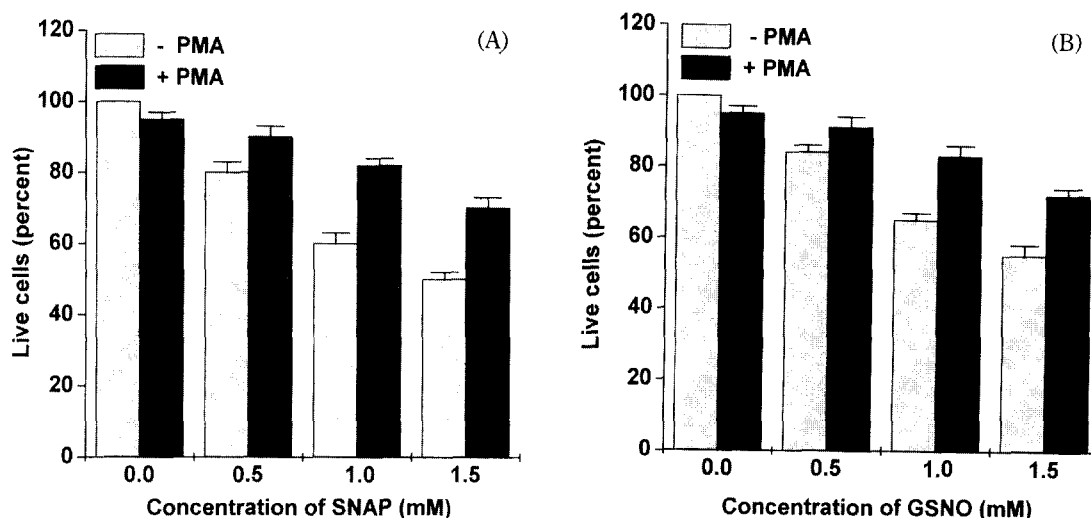 120
100
80
60
40
20
0
Live cells (percent)
- PMA
+ PMA
(A)
0.0 0.5 1.0 1.5
Concentration of SNAP (mM)
120
100
80
60
40
20
0
Live cells (percent)
- PMA
+ PMA
(B)
0.0 0.5 1.0 1.5
Concentration of GSNO (mM)